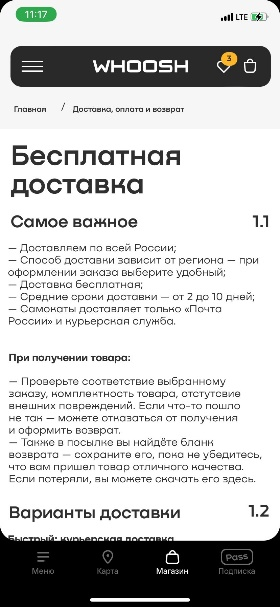 11:17
LTE
WHOOSH
3
Главная / Доставка, оплата и возврат
Бесплатная
доставка
Самое важное 1.1
— Доставляем по всей России;
— Способ доставки зависит от региона — при
оформлении заказа выберите удобный;
— Доставка бесплатная;
— Средние сроки доставки — от 2 до 10 дней;
— Самокаты доставляет только «Почта
России» и курьерская служба.
При получении товара:
— Проверьте соответствие выбранному
заказу, комплектность товара, отстутсвие
внешних повреждений. Если что-то пошло
не так — можете отказаться от получения
и оформить возврат.
— Также в посылке вы найдёте бланк
возврата — сохраните его, пока не убедитесь,
что вам пришел товар отличного качества.
Если потеряли, вы можете скачать его здесь.
Варианты доставки 1.2
Быстрый: курьерская доставка
Меню
Карта
Магазин
Pass
Подписка